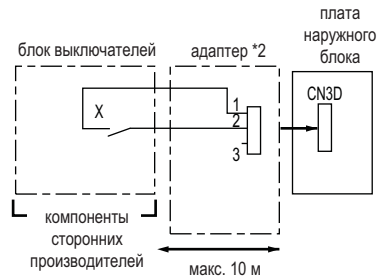 плата
наружного
блока
блок выключателей
адаптер *2
CN3D
X
1
2
3
компоненты
сторонних
производителей
макс. 10 м